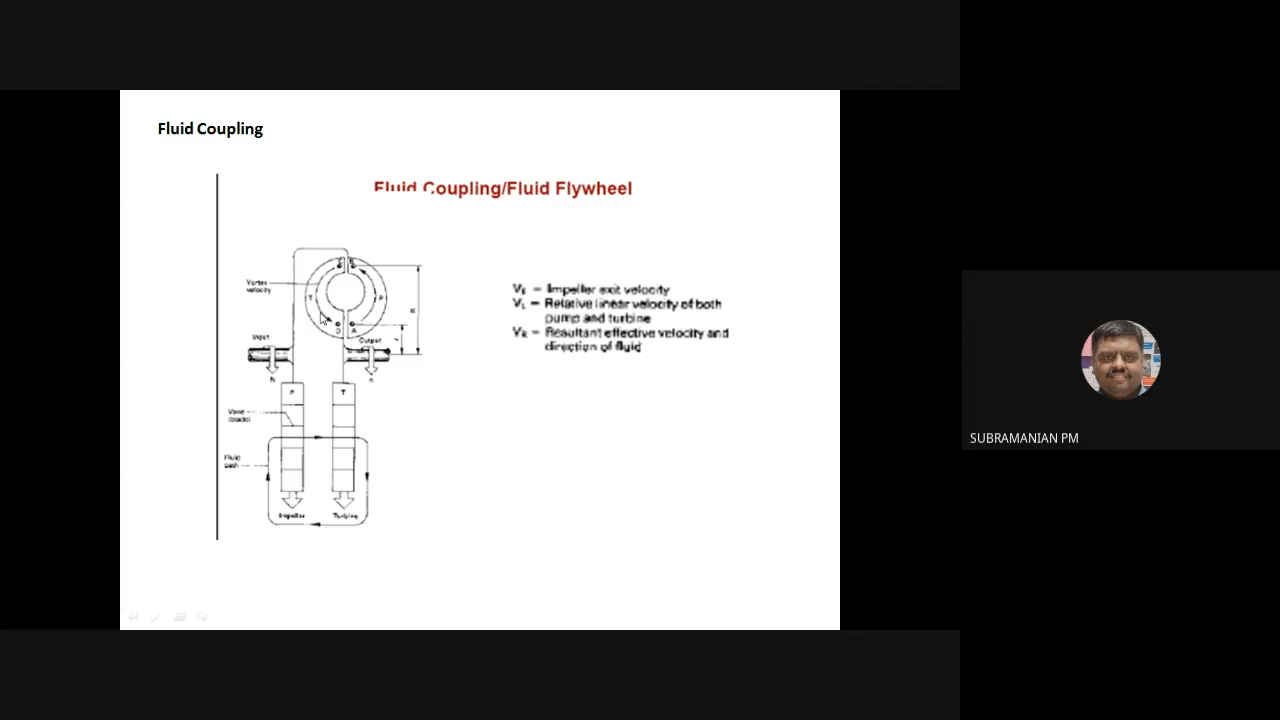 Fluid Coupling
Fluid Coupling/Fluid Flywheel
Vortex
velocity
T
P
D
A
R
r
Input
Output
N
n
P
T
Vane
(blade)
Fluid
path
Impeller
Turbine
VE = Impeller exit velocity
VL = Relative linear velocity of both
pump and turbine
VR = Resultant effective velocity and
direction of fluid
SUBRAMANIAN PM